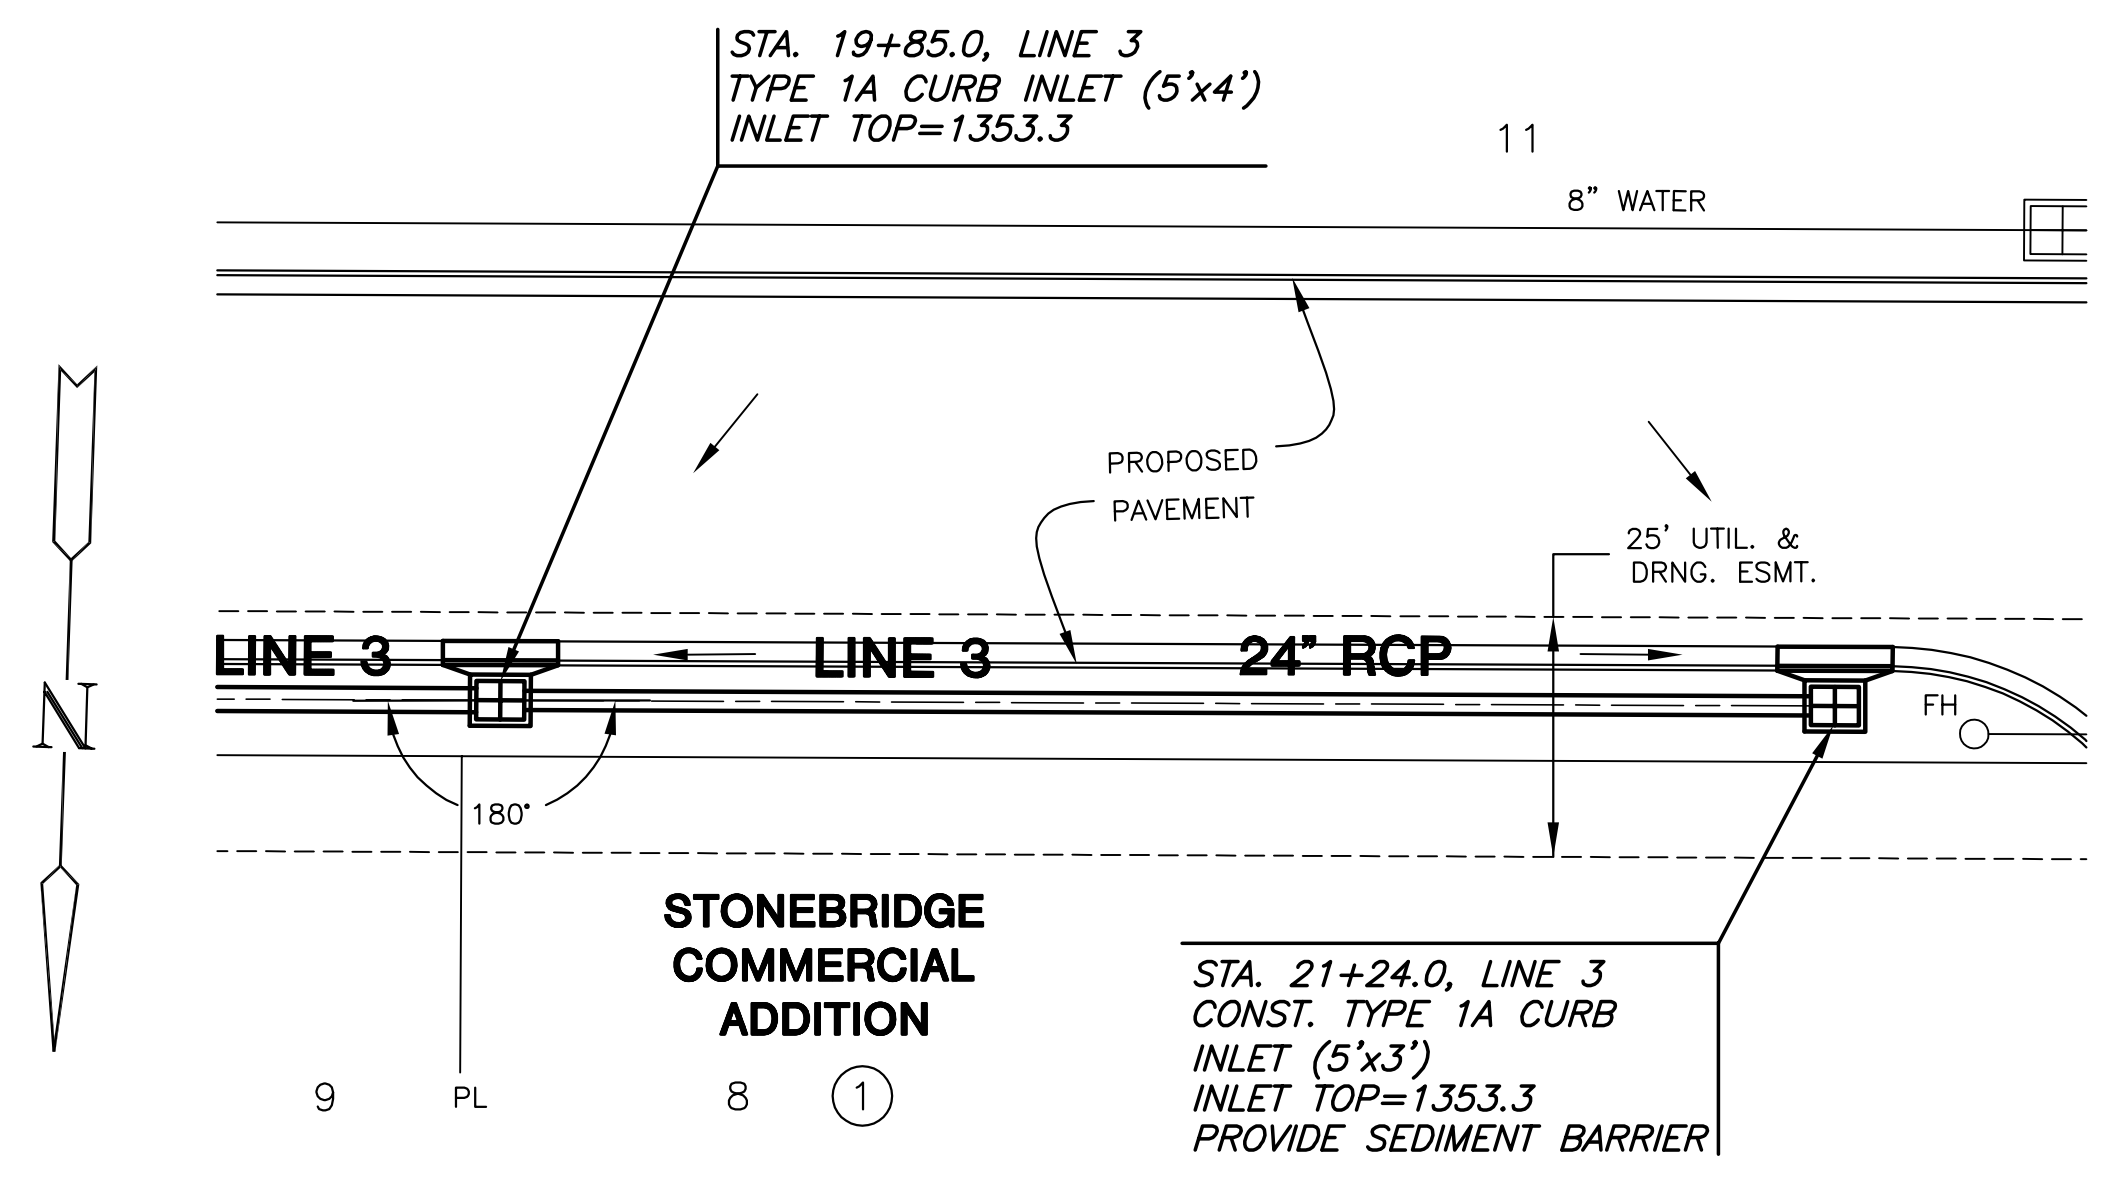 STA. 19+85.0, LINE 3
TYPE 1A CURB INLET (5'x4')
INLET TOP=1353.3
11
8" WATER
PROPOSED
PAVEMENT
25' UTIL. &
DRNG. ESMT.
LINE 3
LINE 3
24" RCP
N
FH
180°
STONEBRIDGE
COMMERCIAL
ADDITION
9
PL
8
1
STA. 21+24.0, LINE 3
CONST. TYPE 1A CURB
INLET (5'x3')
INLET TOP=1353.3
PROVIDE SEDIMENT BARRIER